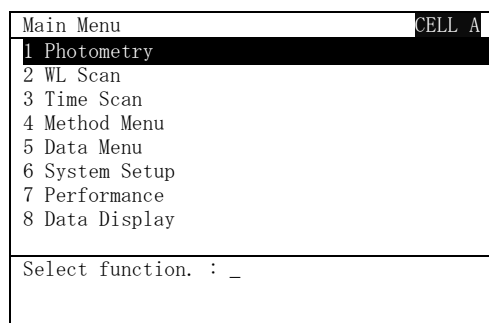 Main Menu CELL A
1 Photometry
2 WL Scan
3 Time Scan
4 Method Menu
5 Data Menu
6 System Setup
7 Performance
8 Data Display
Select function. : _